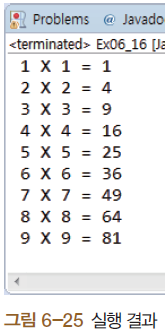 Problems @ Javado
<terminated> Ex06_16 [Ja
1 X 1 = 1
2 X 2 = 4
3 X 3 = 9
4 X 4 = 16
5 X 5 = 25
6 X 6 = 36
7 X 7 = 49
8 X 8 = 64
9 X 9 = 81
그림 6-25 실행 결과